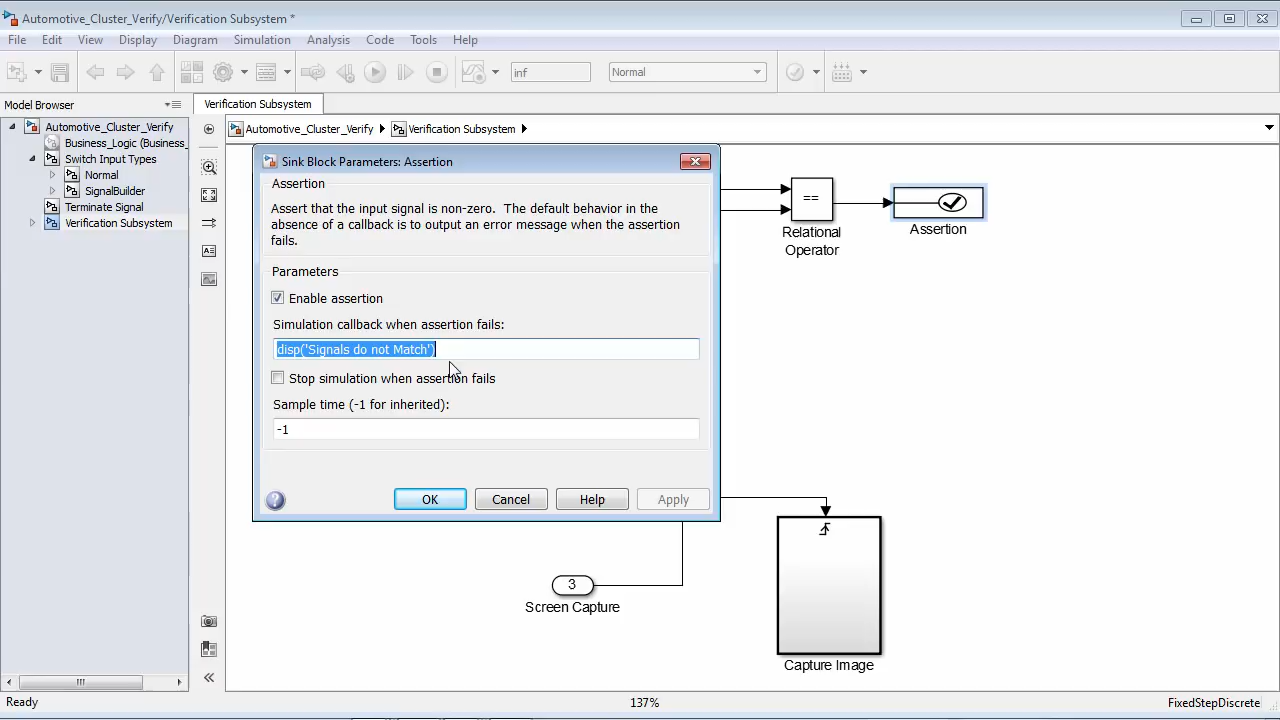 Automotive_Cluster_Verify/Verification Subsystem *
File Edit View Display Diagram Simulation Analysis Code Tools Help
inf
Normal
Model Browser
Verification Subsystem
Automotive_Cluster_Verify
Business_Logic (Business_
Switch Input Types
Normal
SignalBuilder
Terminate Signal
Verification Subsystem
Automotive_Cluster_Verify Verification Subsystem
Sink Block Parameters: Assertion
Assertion
Assert that the input signal is non-zero. The default behavior in the
absence of a callback is to output an error message when the assertion
fails.
Parameters
Enable assertion
Simulation callback when assertion fails:
disp('Signals do not Match')
Stop simulation when assertion fails
Sample time (-1 for inherited):
-1
OK Cancel Help Apply
==
Relational
Operator
Assertion
3
Screen Capture
Capture Image
Ready
137%
FixedStepDiscrete